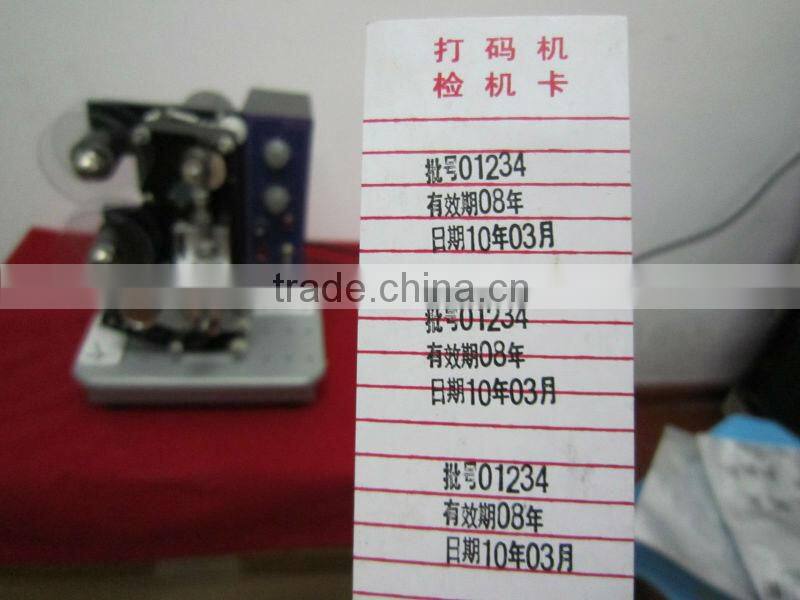 打码机
检机卡
批号01234
有效期08年
日期10年03月
trade.china.cn
批号01234
有效期08年
日期10年03月
批号01234
有效期08年
日期10年03月